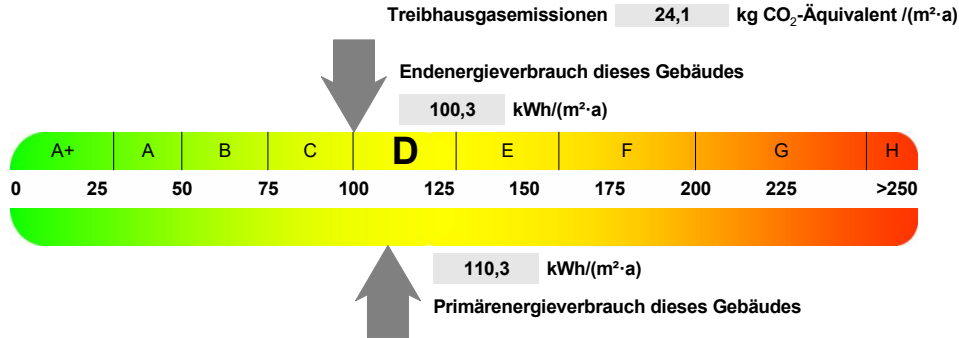 Treibhausgasemissionen 24,1 kg CO₂-Äquivalent /(m²·a)
Endenergieverbrauch dieses Gebäudes
100,3 kWh/(m²·a)
A+ A B C D E F G H
0 25 50 75 100 125 150 175 200 225 >250
110,3 kWh/(m²·a)
Primärenergieverbrauch dieses Gebäudes